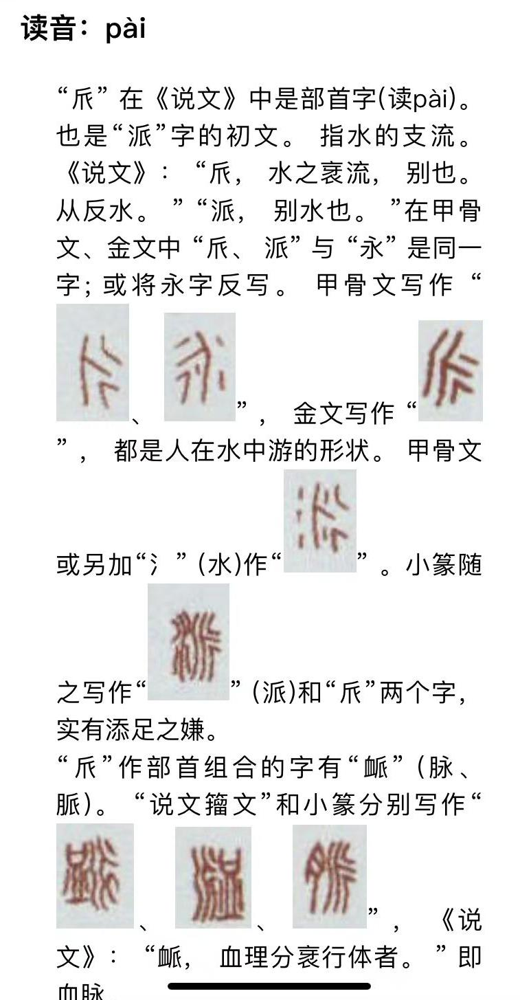 读音：pài
“𠂢” 在《说文》中是部首字(读pài)。
也是“派”字的初文。 指水的支流。
《说文》：“𠂢， 水之衺流， 别也。
从反水。 ”“派， 别水也。 ”在甲骨
文、金文中 “𠂢、 派” 与 “永” 是同一
字; 或将永字反写。 甲骨文写作 “
、 ”， 金文写作 “
”， 都是人在水中游的形状。 甲骨文
或另加“氵” (水)作“ ” 。小篆随
之写作“ ” (派)和“𠂢”两个字，
实有添足之嫌。
“𠂢”作部首组合的字有“衇” (脉、
脈)。 “说文籀文”和小篆分别写作“
、 、 ”， 《说
文》：“衇， 血理分衺行体者。 ” 即
血脉。